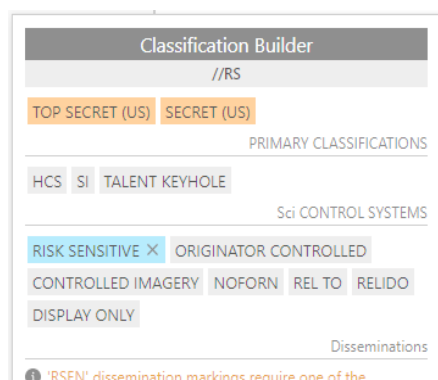 Classification Builder
//RS
TOP SECRET (US) SECRET (US)
PRIMARY CLASSIFICATIONS
HCS SI TALENT KEYHOLE
Sci CONTROL SYSTEMS
RISK SENSITIVE × ORIGINATOR CONTROLLED
CONTROLLED IMAGERY NOFORN REL TO RELIDO
DISPLAY ONLY
Disseminations
'RSEN' dissemination markings require one of the